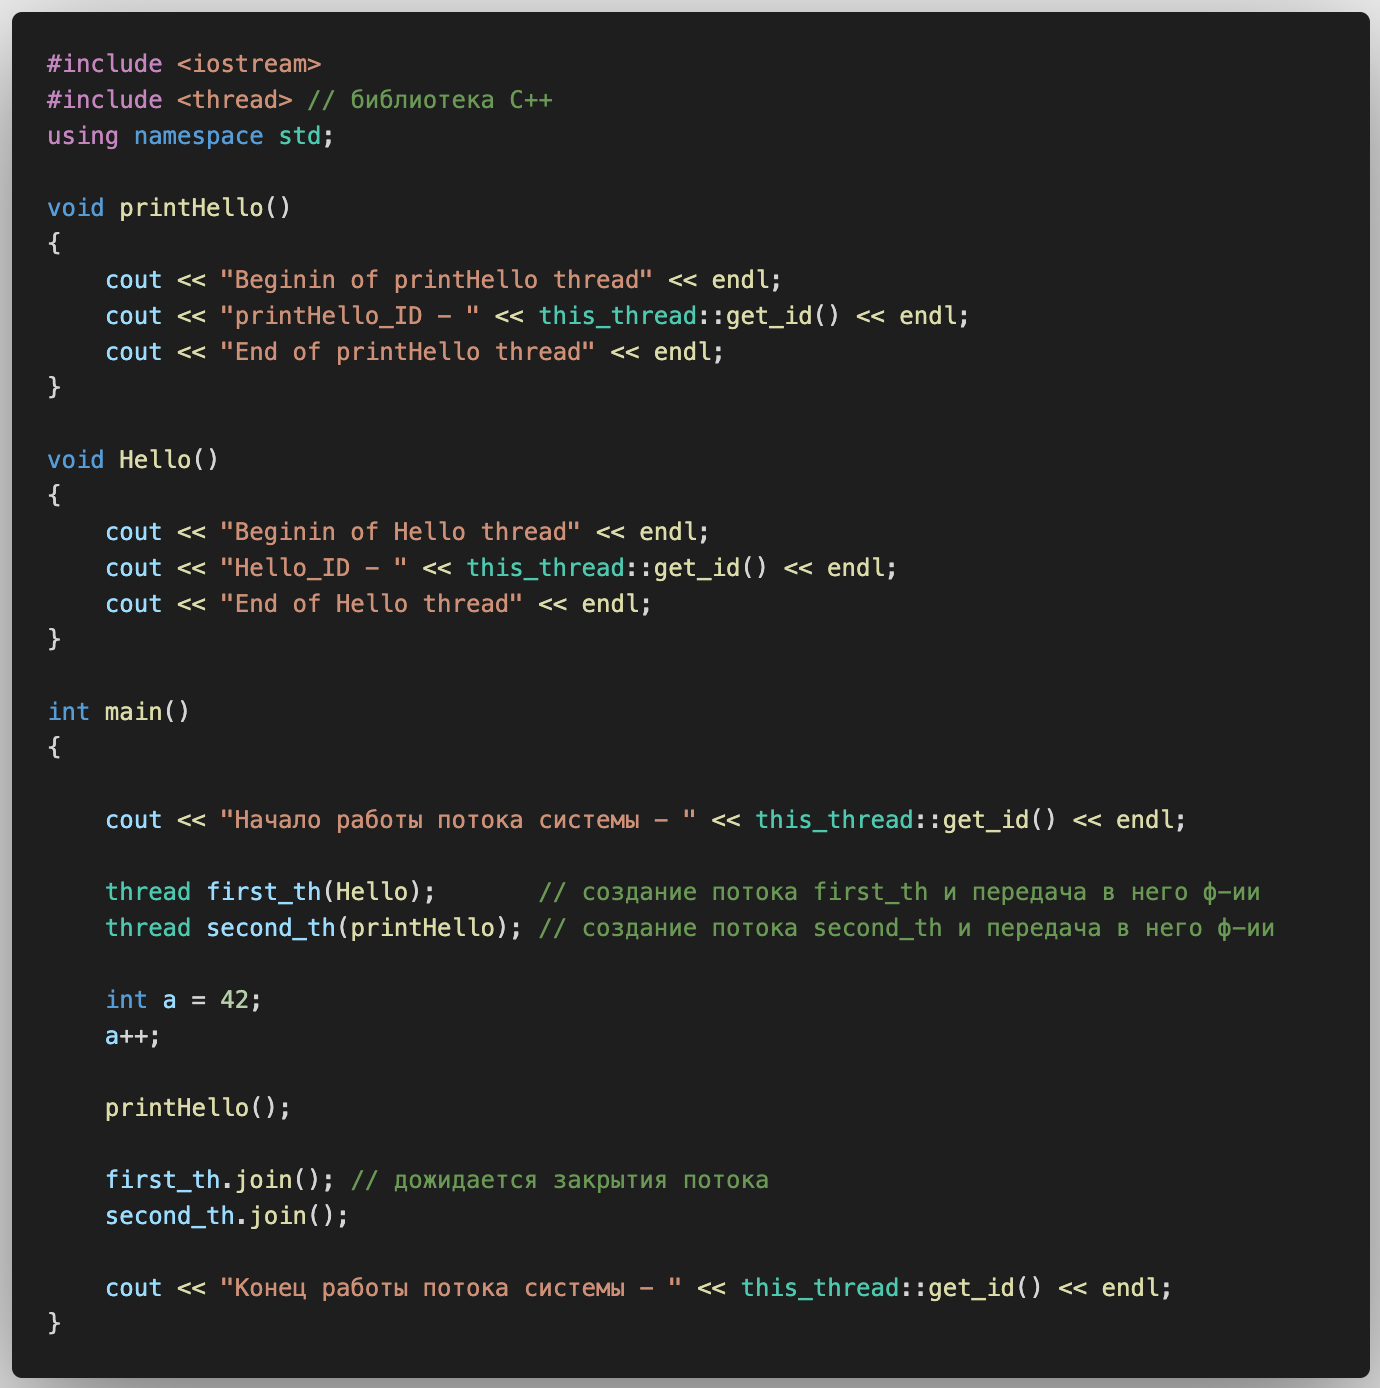 #include <iostream>
#include <thread> // библиотека C++
using namespace std;

void printHello()
{
    cout << "Beginin of printHello thread" << endl;
    cout << "printHello_ID - " << this_thread::get_id() << endl;
    cout << "End of printHello thread" << endl;
}

void Hello()
{
    cout << "Beginin of Hello thread" << endl;
    cout << "Hello_ID - " << this_thread::get_id() << endl;
    cout << "End of Hello thread" << endl;
}

int main()
{

    cout << "Начало работы потока системы - " << this_thread::get_id() << endl;

    thread first_th(Hello);       // создание потока first_th и передача в него ф-ии
    thread second_th(printHello); // создание потока second_th и передача в него ф-ии

    int a = 42;
    a++;

    printHello();

    first_th.join(); // дожидается закрытия потока
    second_th.join();

    cout << "Конец работы потока системы - " << this_thread::get_id() << endl;
}